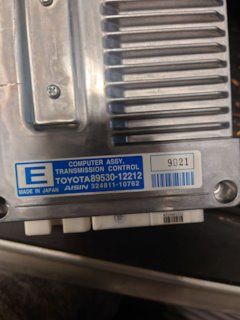 E
COMPUTER ASSY,
TRANSMISSION CONTROL
TOYOTA 89530-12212
MADE IN JAPAN AISIN 324811-10762
9021